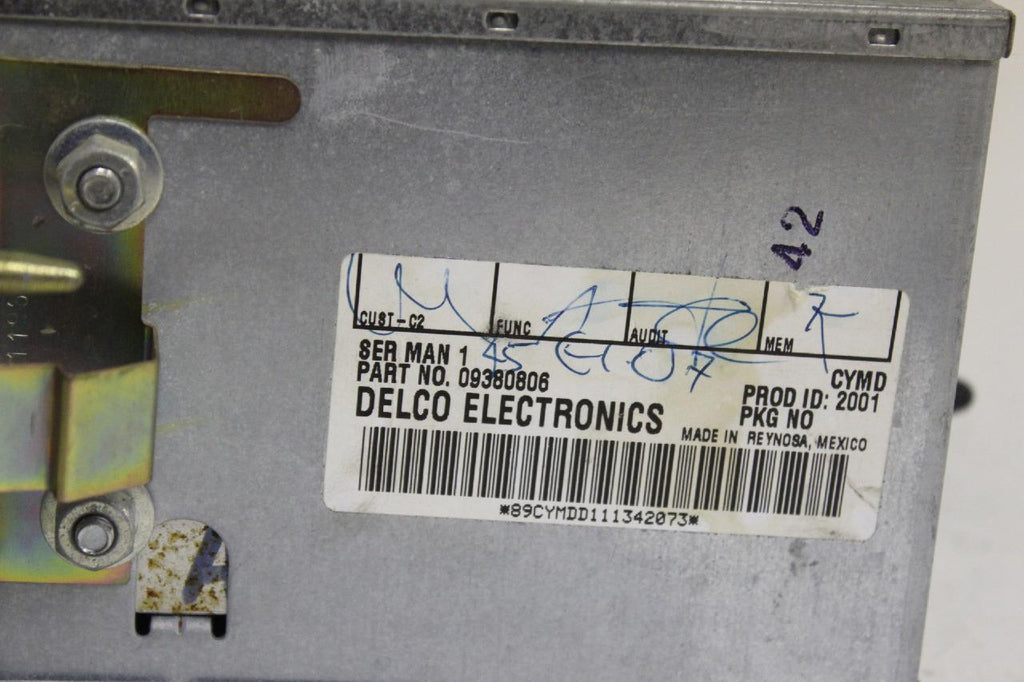 42
CUST-C2 FUNC AUDIT MEM
SER MAN 1 CYMD
PART NO. 09380806 PROD ID: 2001
DELCO ELECTRONICS PKG NO
MADE IN REYNOSA, MEXICO
*89CYMDD111342073*